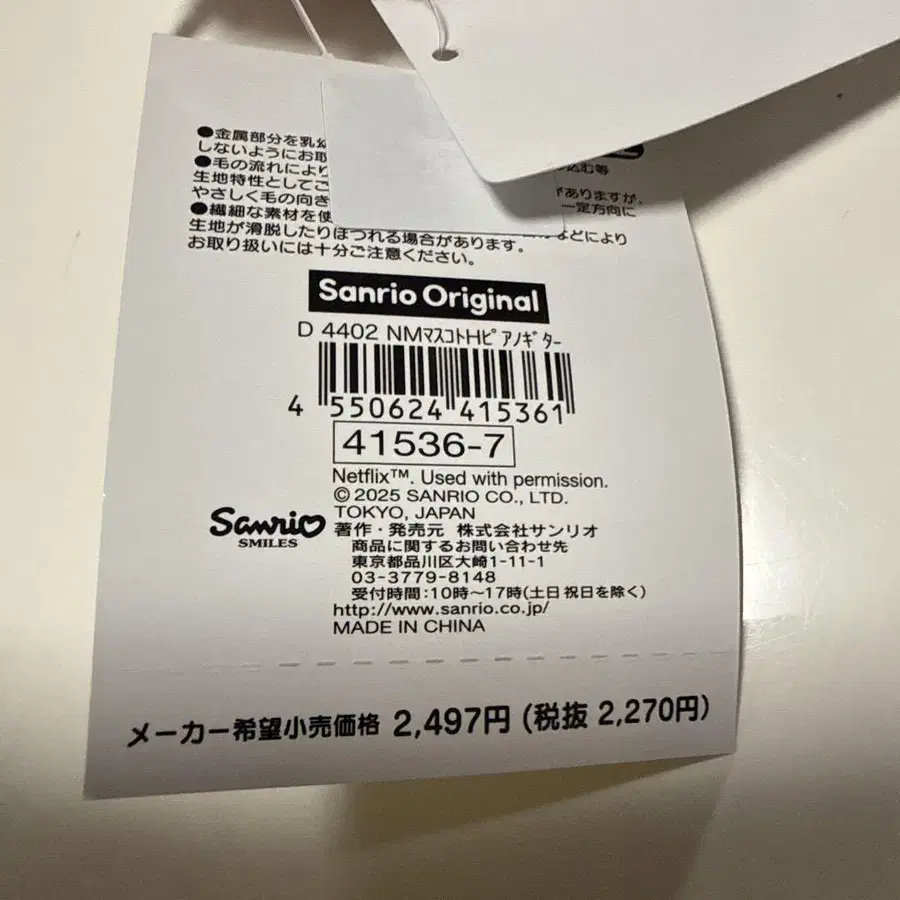 ●金属部分を乳
しないようにお取
込む等
●毛の流れにより
生地特性としてご
がありますが、
やさしく毛の向き
一定方向に
●繊細な素材を使
などにより
生地が滑脱したりほつれる場合があります。
お取り扱いには十分ご注意ください。
Sanrio Original
D 4402 NMﾏｽｺﾄHﾋﾟｱﾉｷﾞﾀｰ
4 550624 415361
41536-7
Netflix™. Used with permission.
© 2025 SANRIO CO., LTD.
TOKYO, JAPAN
Sanrio
SMILES
著作・発売元 株式会社サンリオ
商品に関するお問い合わせ先
東京都品川区大崎1-11-1
03-3779-8148
受付時間:10時～17時(土日祝日を除く)
http://www.sanrio.co.jp/
MADE IN CHINA
メーカー希望小売価格 2,497円 (税抜 2,270円)